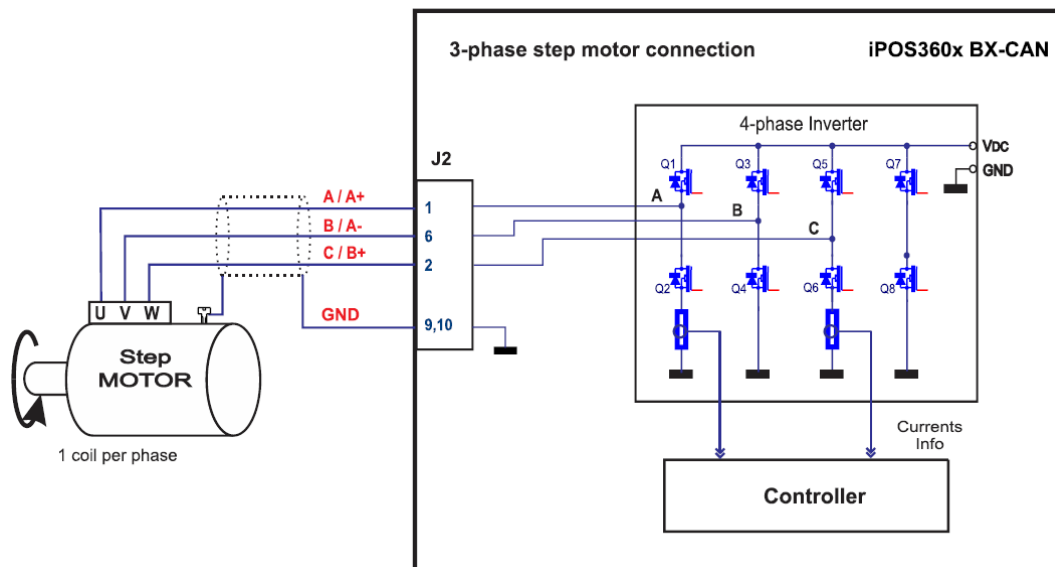 3-phase step motor connection
iPOS360x BX-CAN
4-phase Inverter
VDC
GND
Q1
Q3
Q5
Q7
J2
A
B
C
A / A+
1
B / A-
6
C / B+
2
Q2
Q4
Q6
Q8
U V W
GND
9,10
Step
MOTOR
1 coil per phase
Currents
Info
Controller